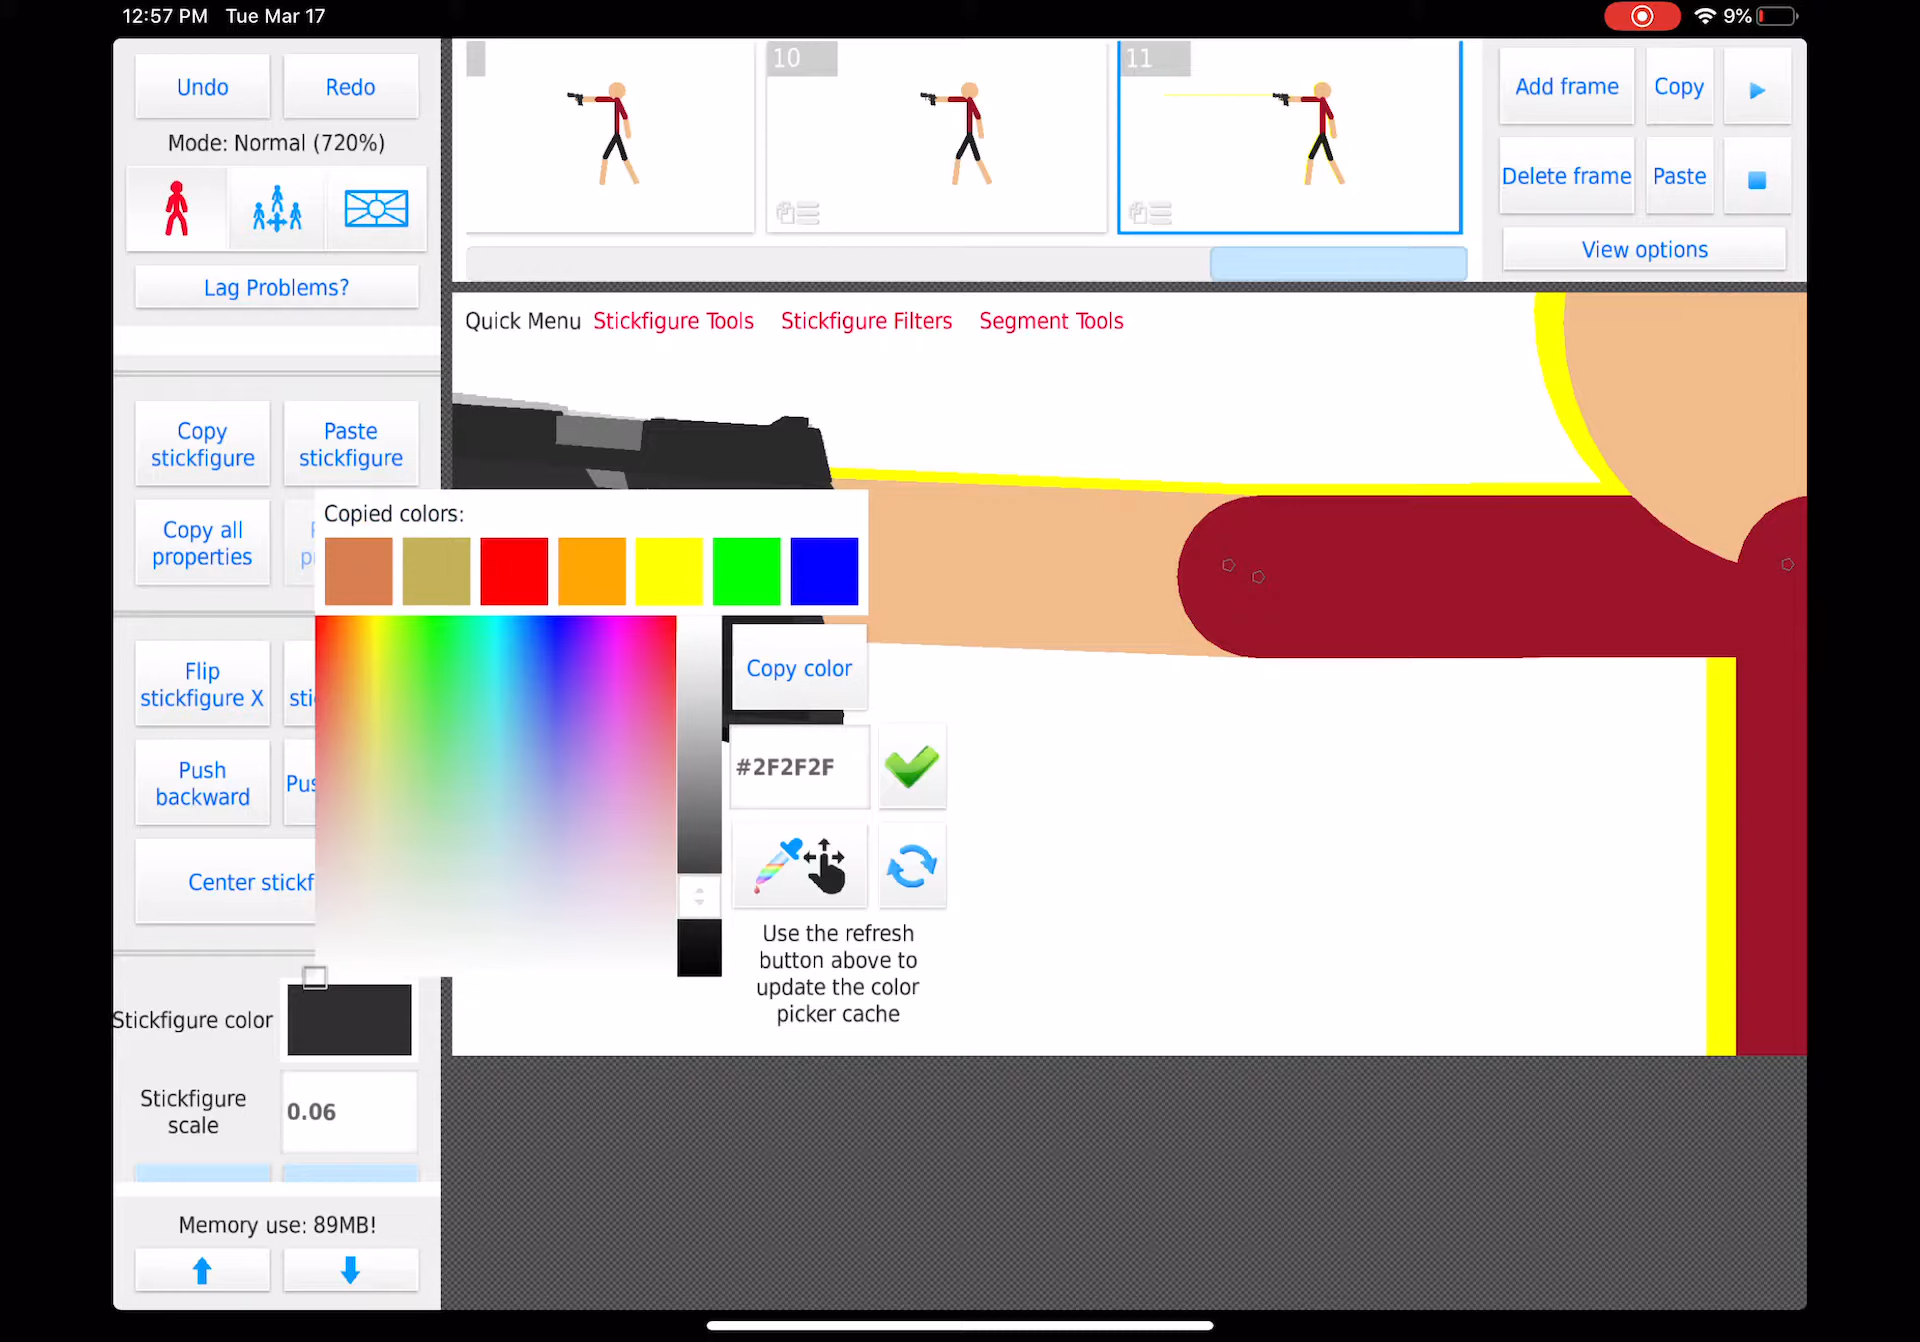 12:57 PM Tue Mar 17
9%
Undo
Redo
Mode: Normal (720%)
Lag Problems?
10
11
Add frame
Copy
Delete frame
Paste
View options
Quick Menu
Stickfigure Tools
Stickfigure Filters
Segment Tools
Copy
stickfigure
Paste
stickfigure
Copy all
properties
Copied colors:
Flip
stickfigure X
Push
backward
Center stickf
Copy color
#2F2F2F
Use the refresh
button above to
update the color
picker cache
Stickfigure color
Stickfigure
scale
0.06
Memory use: 89MB!